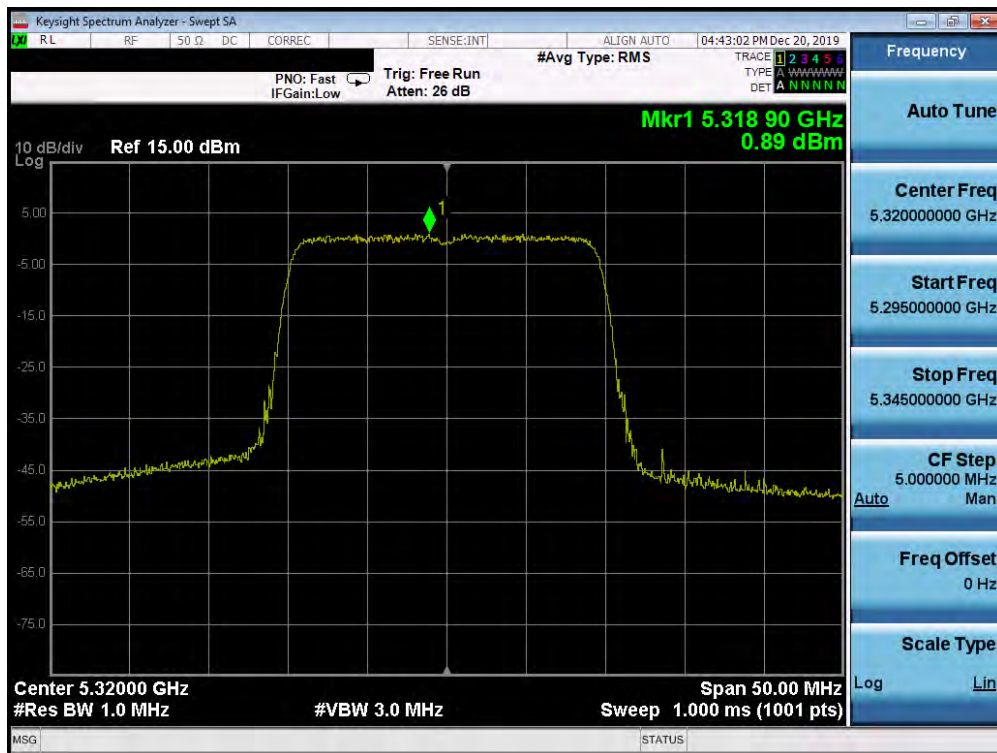 Keysight Spectrum Analyzer - Swept SA
LXI RL RF 50 Ω DC CORREC SENSE:INT ALIGN AUTO 04:43:02 PM Dec 20, 2019
#Avg Type: RMS TRACE 1 2 3 4 5 6
PNO: Fast Trig: Free Run TYPE A WWWWW
IFGain:Low Atten: 26 dB DET A N N N N N
Mkr1 5.318 90 GHz
0.89 dBm
10 dB/div Ref 15.00 dBm
Log
1
5.00
-5.00
-15.0
-25.0
-35.0
-45.0
-55.0
-65.0
-75.0
Center 5.32000 GHz Span 50.00 MHz
#Res BW 1.0 MHz #VBW 3.0 MHz Sweep 1.000 ms (1001 pts)
MSG STATUS
Frequency
Auto Tune
Center Freq
5.320000000 GHz
Start Freq
5.295000000 GHz
Stop Freq
5.345000000 GHz
CF Step
5.000000 MHz
Auto Man
Freq Offset
0 Hz
Scale Type
Log Lin